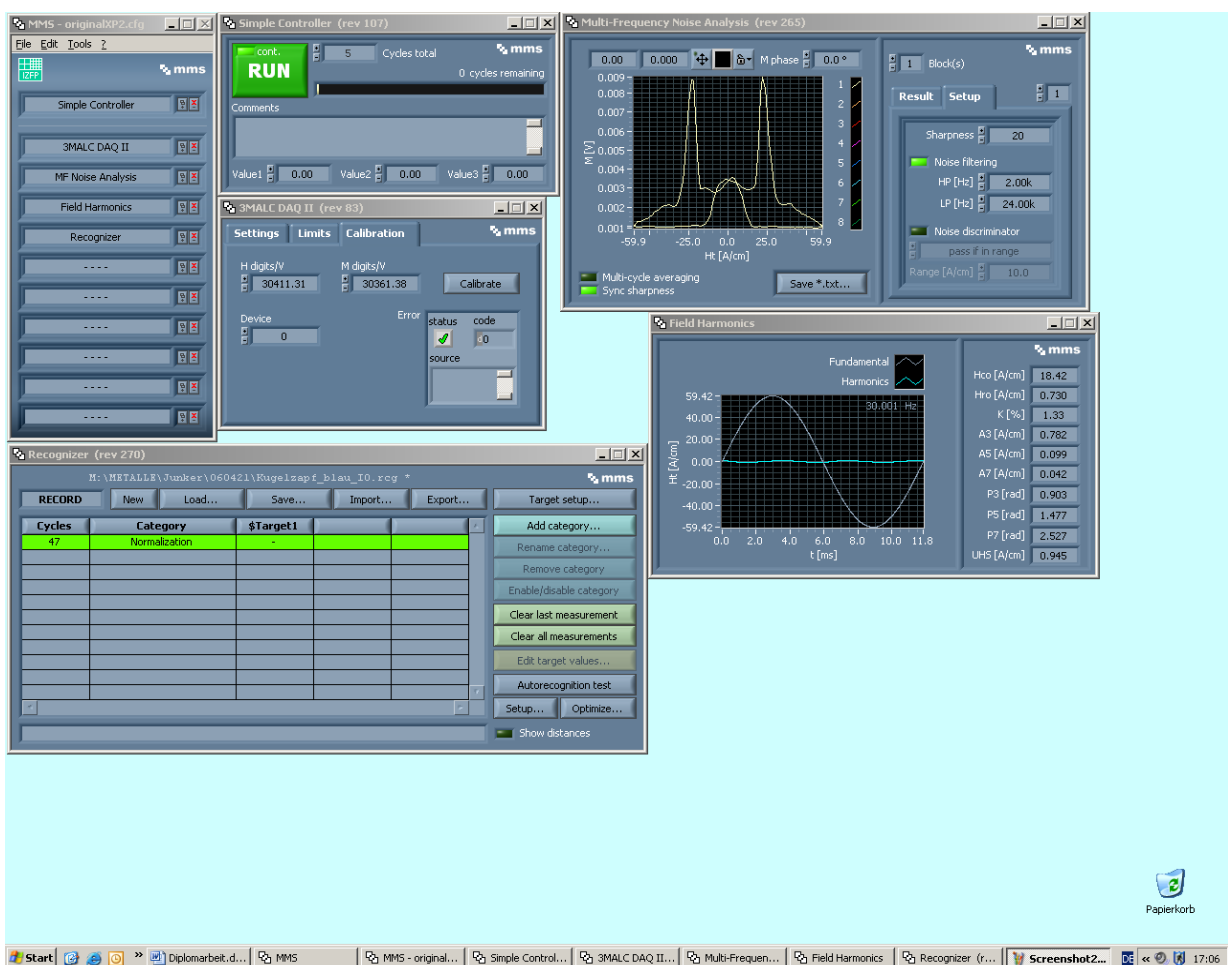 MMS - originalXP2.cfg
File Edit Tools ?
IZFP
mms
Simple Controller
3MALC DAQ II
MF Noise Analysis
Field Harmonics
Recognizer
- - - -
- - - -
- - - -
- - - -
- - - -
- - - -
Simple Controller (rev 107)
cont.
RUN
5 Cycles total
mms
0 cycles remaining
Comments
Value1 0.00 Value2 0.00 Value3 0.00
3MALC DAQ II (rev 83)
Settings Limits Calibration
mms
H digits/V M digits/V
30411.31 30361.38 Calibrate
Device Error status code
0 0
source
Multi-Frequency Noise Analysis (rev 265)
0.00 0.000 M phase 0.0 °
0.009
0.008
0.007
0.006
0.005
0.004
0.003
0.002
0.001
M [V]
-59.9 -25.0 0.0 25.0 59.9
Ht [A/cm]
1
2
3
4
5
6
7
8
Multi-cycle averaging
Sync sharpness
Save *.txt...
mms
1 Block(s)
Result Setup 1
Sharpness 20
Noise filtering
HP [Hz] 2.00k
LP [Hz] 24.00k
Noise discriminator
pass if in range
Range [A/cm] 10.0
Field Harmonics
Fundamental
Harmonics
30.001 Hz
59.42
40.00
20.00
0.00
-20.00
-40.00
-59.42
Ht [A/cm]
0.0 2.0 4.0 6.0 8.0 10.0 11.8
t [ms]
mms
Hco [A/cm] 18.42
Hro [A/cm] 0.730
K [%] 1.33
A3 [A/cm] 0.782
A5 [A/cm] 0.099
A7 [A/cm] 0.042
P3 [rad] 0.903
P5 [rad] 1.477
P7 [rad] 2.527
UHS [A/cm] 0.945
Recognizer (rev 270)
M:\METALLE\Junker\060421\Kugelzapf_blau_I0.rcg *
mms
RECORD New Load... Save... Import... Export... Target setup...
Cycles Category $Target1
47 Normalization -
Add category...
Rename category...
Remove category
Enable/disable category
Clear last measurement
Clear all measurements
Edit target values...
Autorecognition test
Setup... Optimize...
Show distances
Papierkorb
Start » Diplomarbeit.d... MMS MMS - original... Simple Control... 3MALC DAQ II... Multi-Frequen... Field Harmonics Recognizer (r... Screenshot2... DE « 17:06